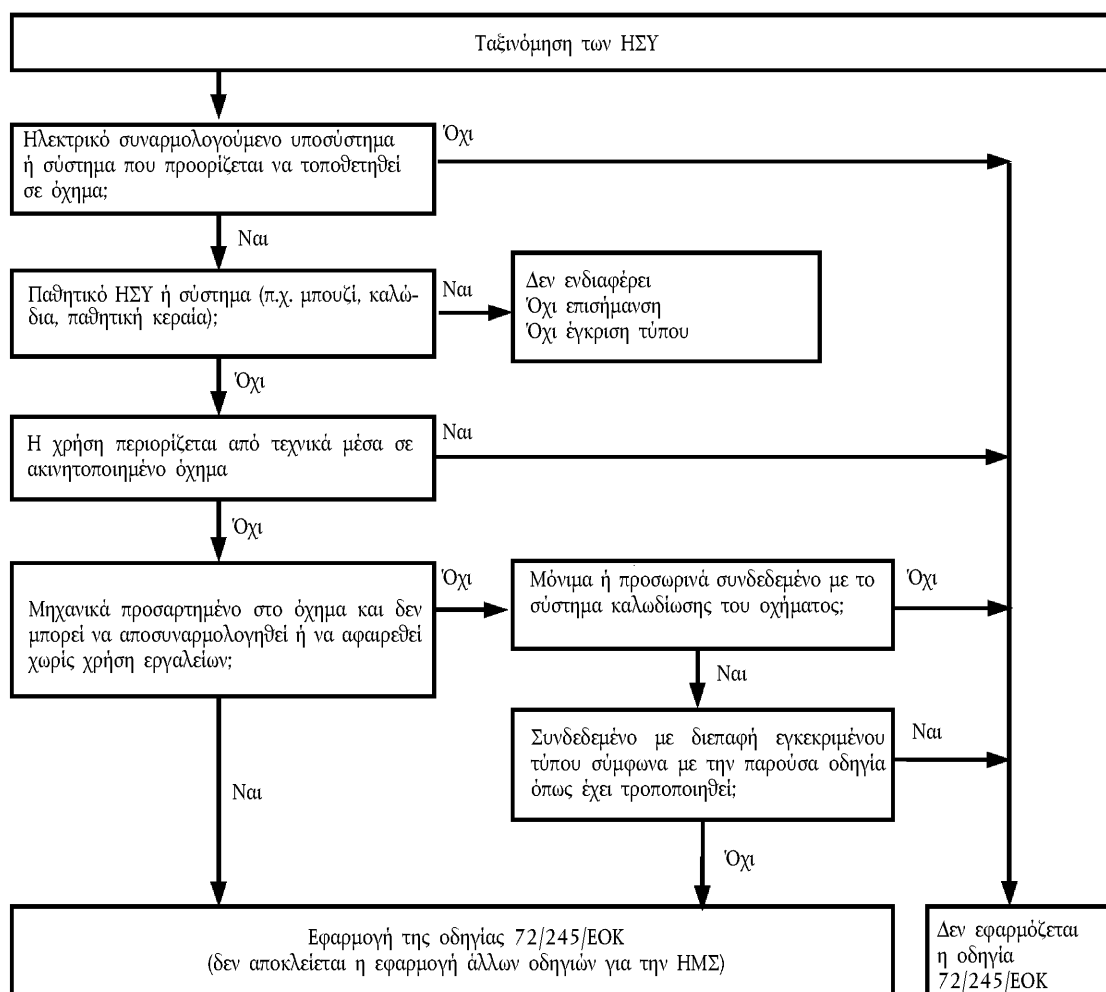 Ταξινόμηση των ΗΣΥ
Ηλεκτρικό συναρμολογούμενο υποσύστημα
ή σύστημα που προορίζεται να τοποθετηθεί
σε όχημα;
Όχι
Ναι
Παθητικό ΗΣΥ ή σύστημα (π.χ. μπουζί, καλώ-
δια, παθητική κεραία);
Ναι
Δεν ενδιαφέρει
Όχι επισήμανση
Όχι έγκριση τύπου
Όχι
Η χρήση περιορίζεται από τεχνικά μέσα σε
ακινητοποιημένο όχημα
Ναι
Όχι
Μηχανικά προσαρτημένο στο όχημα και δεν
μπορεί να αποσυναρμολογηθεί ή να αφαιρεθεί
χωρίς χρήση εργαλείων;
Όχι
Μόνιμα ή προσωρινά συνδεδεμένο με το
σύστημα καλωδίωσης του οχήματος;
Όχι
Ναι
Συνδεδεμένο με διεπαφή εγκεκριμένου
τύπου σύμφωνα με την παρούσα οδηγία
όπως έχει τροποποιηθεί;
Ναι
Ναι
Όχι
Εφαρμογή της οδηγίας 72/245/ΕΟΚ
(δεν αποκλείεται η εφαρμογή άλλων οδηγιών για την ΗΜΣ)
Δεν εφαρμόζεται
η οδηγία
72/245/ΕΟΚ